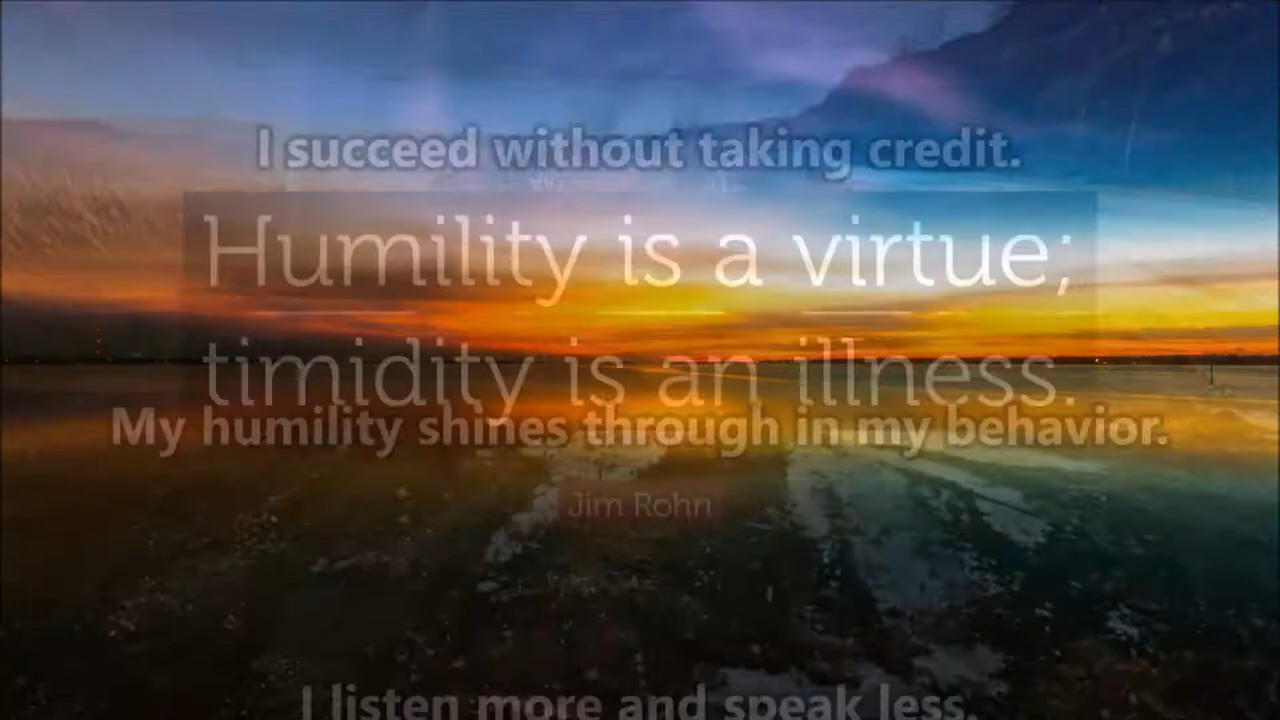 I succeed without taking credit.
Humility is a virtue;
timidity is an illness.
My humility shines through in my behavior.
Jim Rohn
I listen more and speak less.